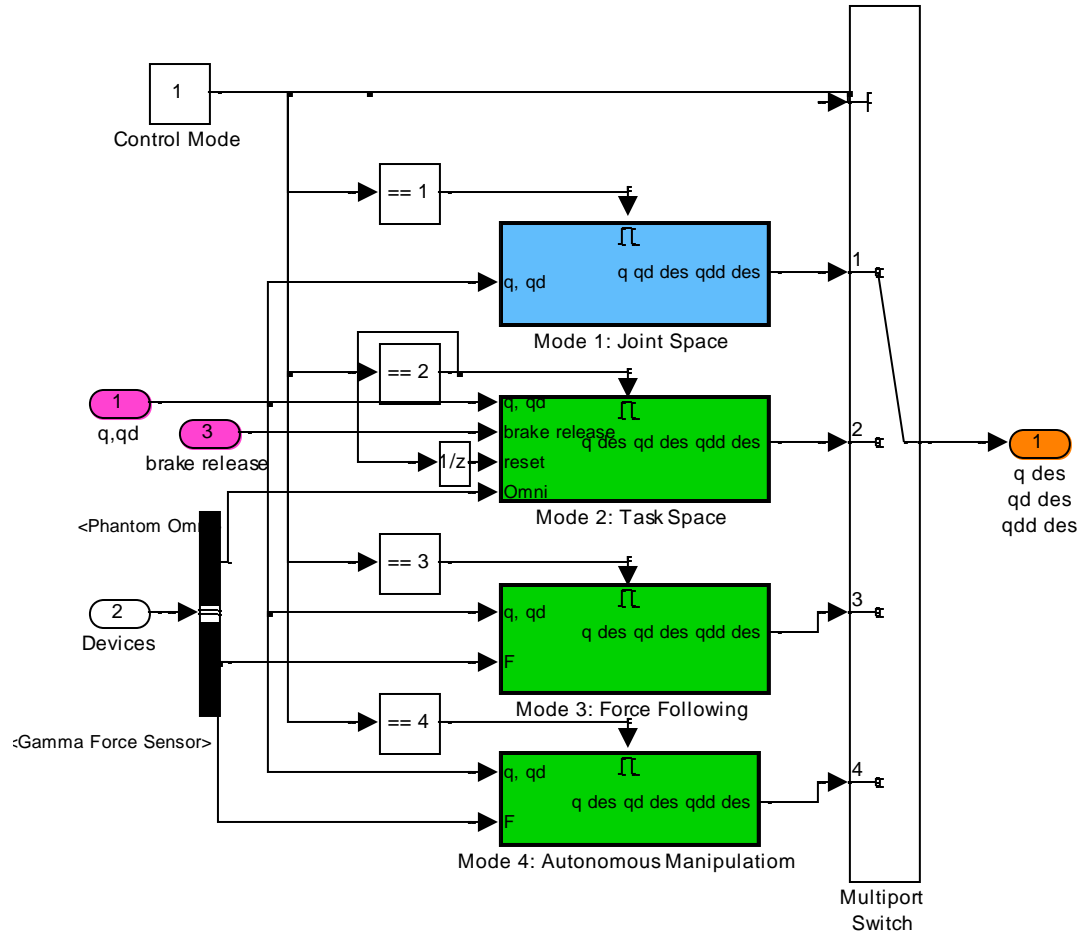 1
Control Mode
== 1
q, qd
q qd des qdd des
1
Mode 1: Joint Space
== 2
1
q,qd
3
brake release
q, qd
brake release
q des qd des qdd des
1/z
reset
Omni
2
Mode 2: Task Space
1
q des
qd des
qdd des
<Phantom Omni
== 3
2
Devices
q, qd
q des qd des qdd des
F
3
Mode 3: Force Following
<Gamma Force Sensor>
== 4
q, qd
q des qd des qdd des
F
4
Mode 4: Autonomous Manipulatiom
Multiport
Switch